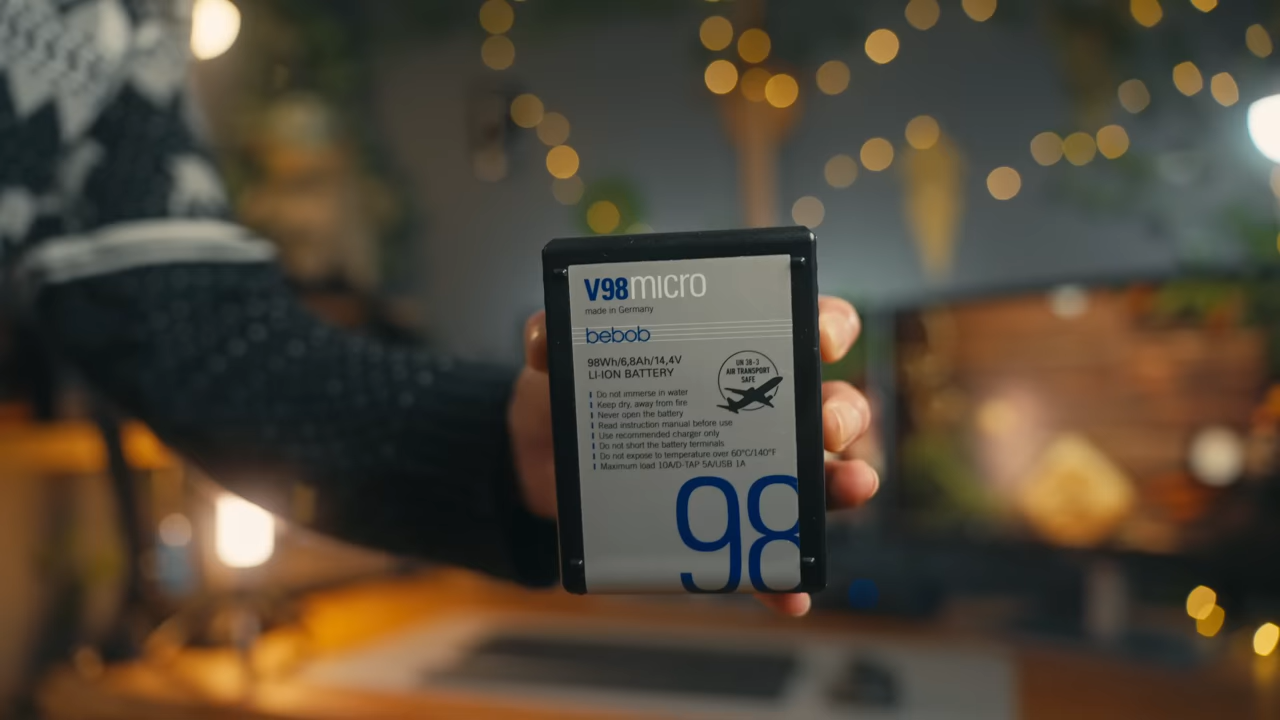 V98micro
made in Germany
bebob
98Wh/6,8Ah/14,4V
LI-ION BATTERY
UN 38-3
AIR TRANSPORT
SAFE
Do not immerse in water
Keep dry, away from fire
Never open the battery
Read instruction manual before use
Use recommended charger only
Do not short the battery terminals
Do not expose to temperature over 60°C/140°F
Maximum load 10A/D-TAP 5A/USB 1A
98